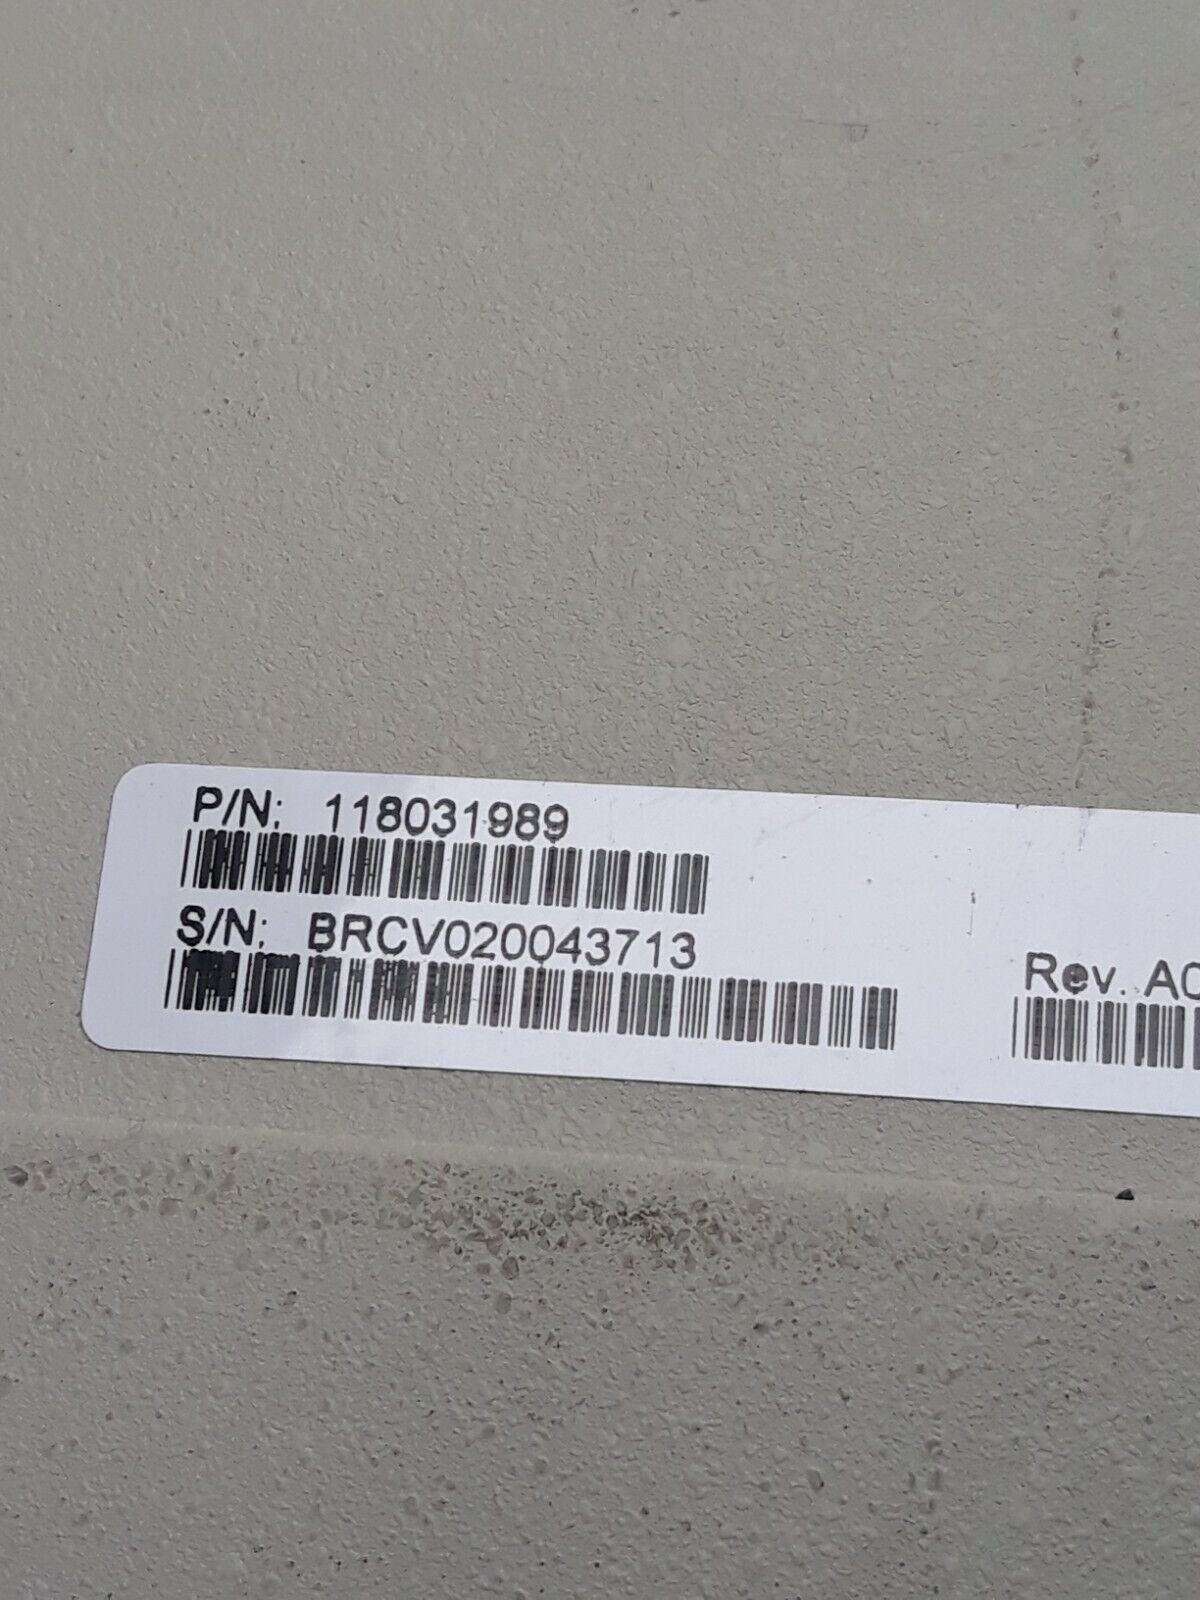 P/N: 118031989
S/N: BRCV020043713
Rev.